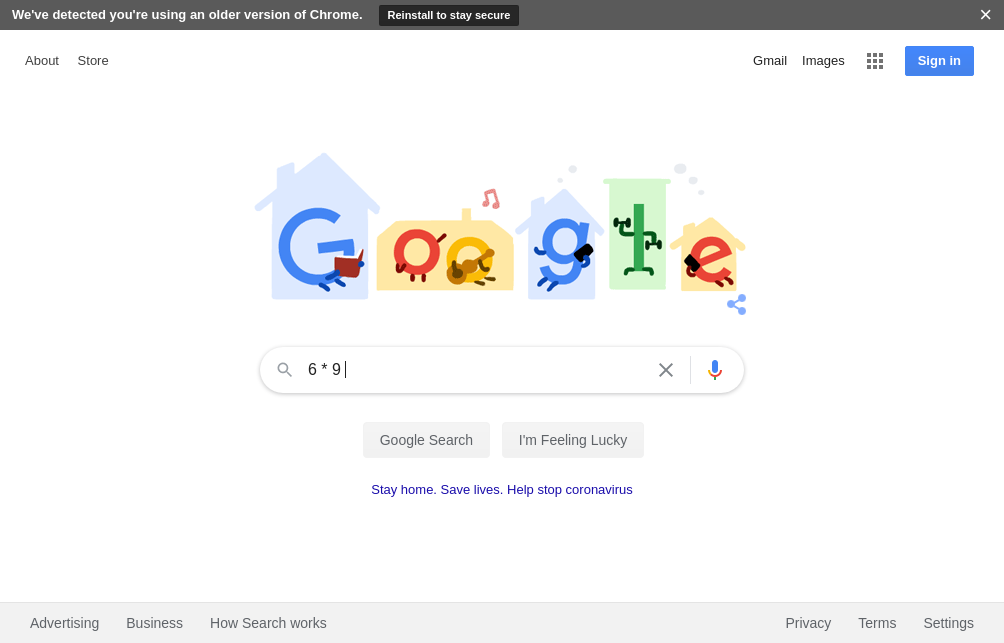 We've detected you're using an older version of Chrome. Reinstall to stay secure
About Store Gmail Images Sign in
Google
6 * 9
Google Search I'm Feeling Lucky
Stay home. Save lives. Help stop coronavirus
Advertising Business How Search works Privacy Terms Settings